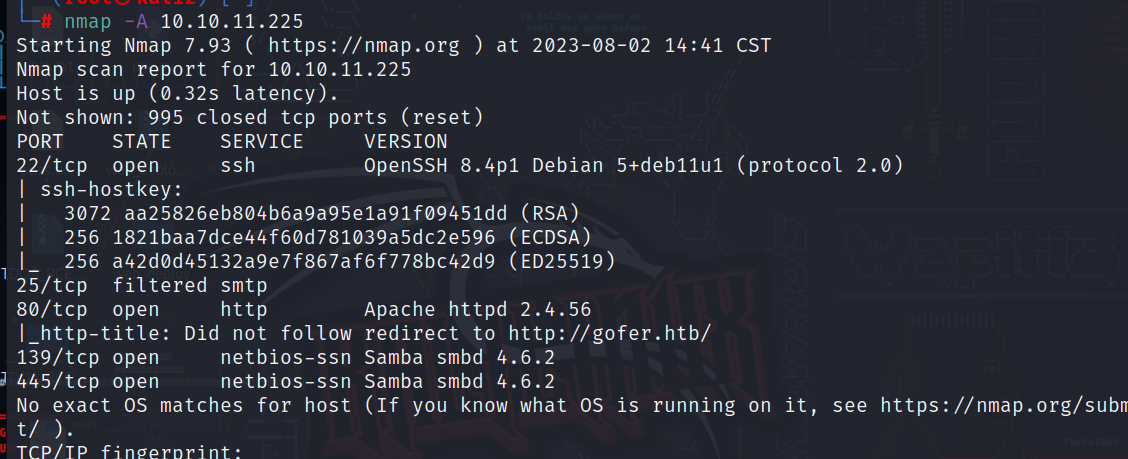 └─# nmap -A 10.10.11.225
Starting Nmap 7.93 ( https://nmap.org ) at 2023-08-02 14:41 CST
Nmap scan report for 10.10.11.225
Host is up (0.32s latency).
Not shown: 995 closed tcp ports (reset)
PORT    STATE    SERVICE     VERSION
22/tcp  open     ssh         OpenSSH 8.4p1 Debian 5+deb11u1 (protocol 2.0)
| ssh-hostkey:
|   3072 aa25826eb804b6a9a95e1a91f09451dd (RSA)
|   256 1821baa7dce44f60d781039a5dc2e596 (ECDSA)
|_  256 a42d0d45132a9e7f867af6f778bc42d9 (ED25519)
25/tcp  filtered smtp
80/tcp  open     http        Apache httpd 2.4.56
|_http-title: Did not follow redirect to http://gofer.htb/
139/tcp open     netbios-ssn Samba smbd 4.6.2
445/tcp open     netbios-ssn Samba smbd 4.6.2
No exact OS matches for host (If you know what OS is running on it, see https://nmap.org/subm
t/ ).
TCP/IP fingerprint: